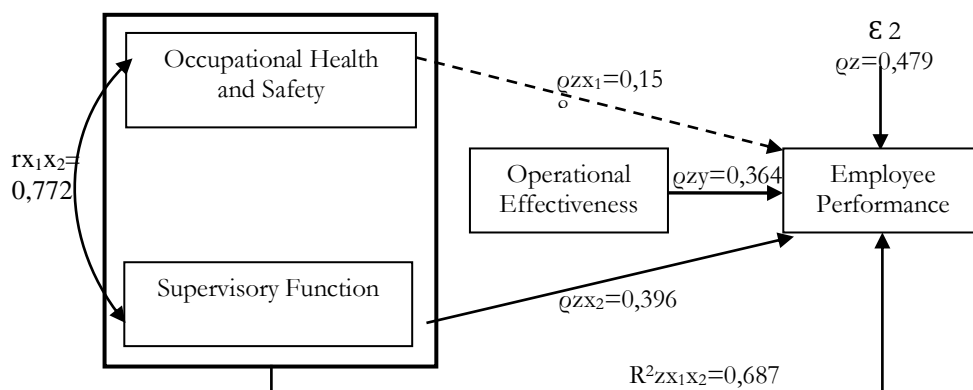 Occupational Health
and Safety
ε 2
ϱz=0,479
ϱzx₁=0,15
8
rx₁x₂=
0,772
Operational
Effectiveness
ϱzy=0,364
Employee
Performance
Supervisory Function
ϱzx₂=0,396
R²zx₁x₂=0,687